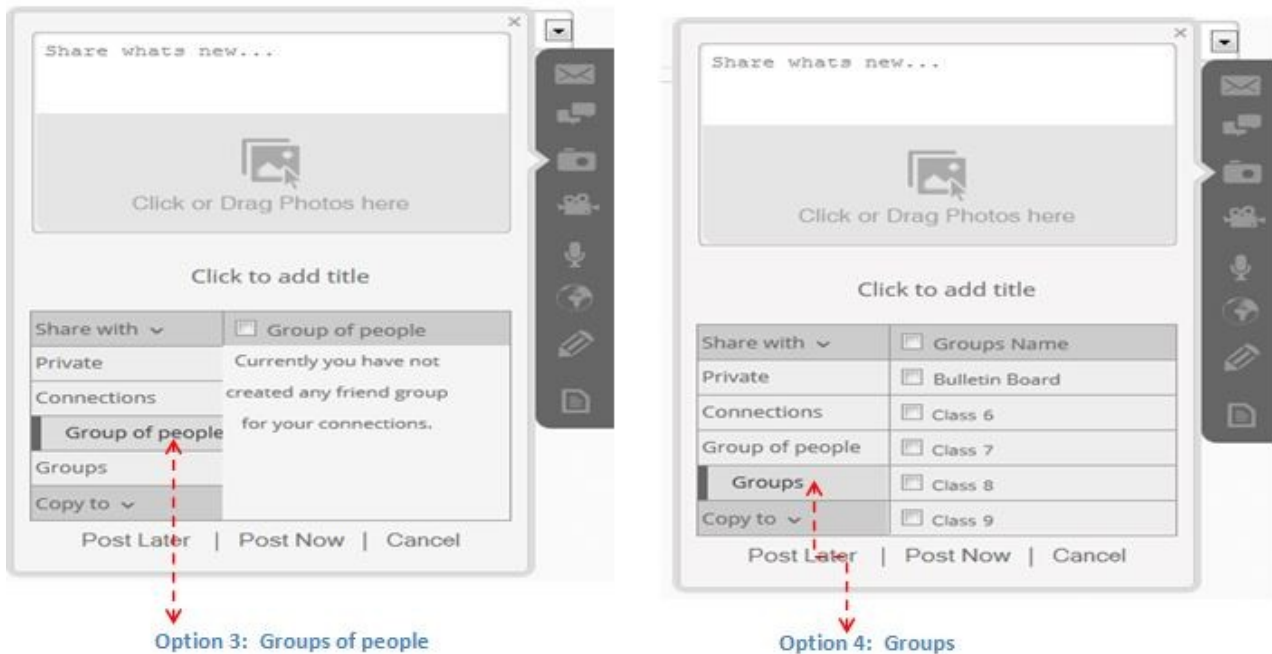 Share whats new...
Click or Drag Photos here
Click to add title
Share with
Group of people
Private
Currently you have not
Connections
created any friend group
Group of people
for your connections.
Groups
Copy to
Post Later | Post Now | Cancel
Option 3: Groups of people
Share whats new...
Click or Drag Photos here
Click to add title
Share with
Groups Name
Private
Bulletin Board
Connections
Class 6
Group of people
Class 7
Groups
Class 8
Copy to
Class 9
Post Later | Post Now | Cancel
Option 4: Groups